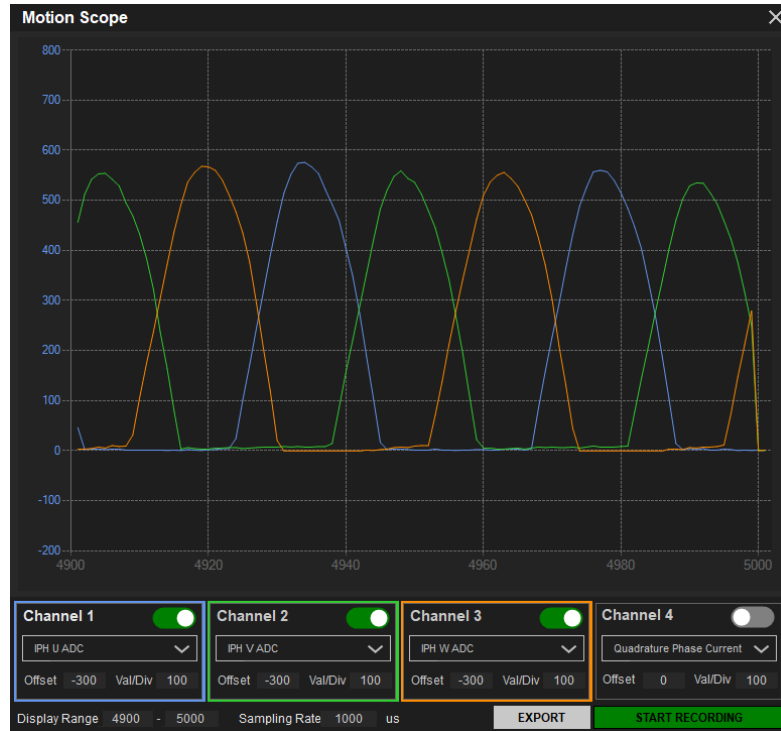 Motion Scope
800
700
600
500
400
300
200
100
0
-100
-200
4900 4920 4940 4960 4980 5000
Channel 1 Channel 2 Channel 3 Channel 4
IPH U ADC IPH V ADC IPH W ADC Quadrature Phase Current
Offset -300 Val/Div 100 Offset -300 Val/Div 100 Offset -300 Val/Div 100 Offset 0 Val/Div 100
Display Range 4900 - 5000 Sampling Rate 1000 us EXPORT START RECORDING